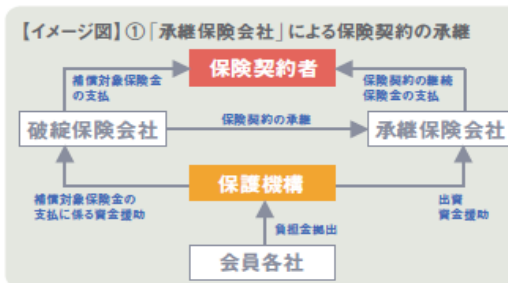 【イメージ図】①「承継保険会社」による保険契約の承継
保険契約者
補償対象保険金
の支払
保険契約の継続
保険金の支払
破綻保険会社
保険契約の承継
承継保険会社
保護機構
補償対象保険金の
支払に係る資金援助
出資
資金援助
負担金拠出
会員各社